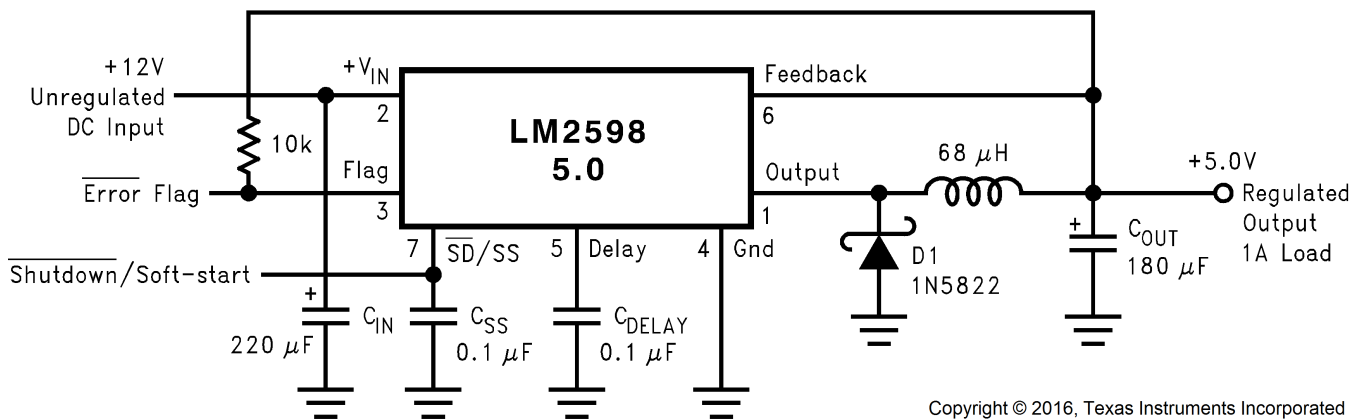 +12V
Unregulated
DC Input
+V_IN
2
10k
Flag
3
Error Flag
LM2598
5.0
Feedback
6
Output
1
68 μH
+5.0V
Regulated
Output
1A Load
7
SD/SS
5
Delay
4
Gnd
D1
1N5822
+
C_OUT
180 μF
Shutdown/Soft-start
+
C_IN
220 μF
C_SS
0.1 μF
C_DELAY
0.1 μF
Copyright © 2016, Texas Instruments Incorporated